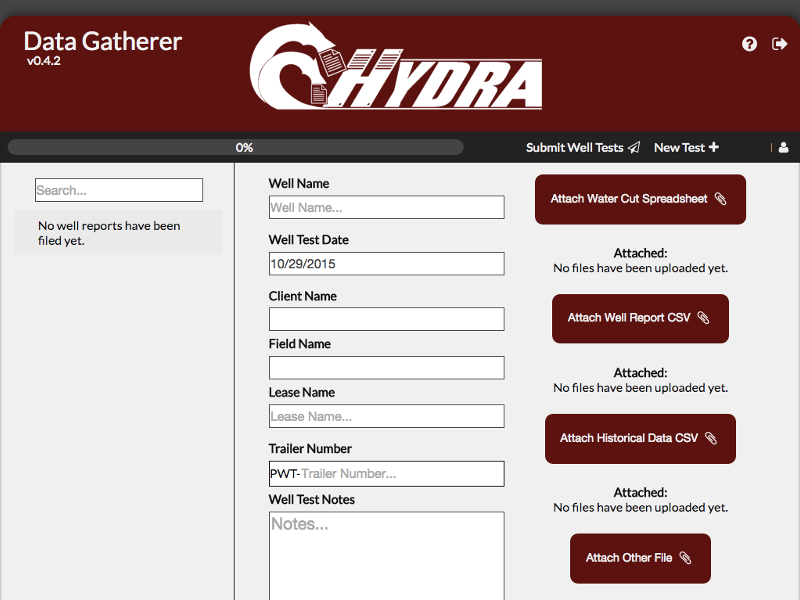 Data Gatherer
v0.4.2
HYDRA
0%
Submit Well Tests
New Test
Search...
No well reports have been
filed yet.
Well Name
Well Name...
Well Test Date
10/29/2015
Client Name
Field Name
Lease Name
Lease Name...
Trailer Number
PWT- Trailer Number...
Well Test Notes
Notes...
Attach Water Cut Spreadsheet
Attached:
No files have been uploaded yet.
Attach Well Report CSV
Attached:
No files have been uploaded yet.
Attach Historical Data CSV
Attached:
No files have been uploaded yet.
Attach Other File